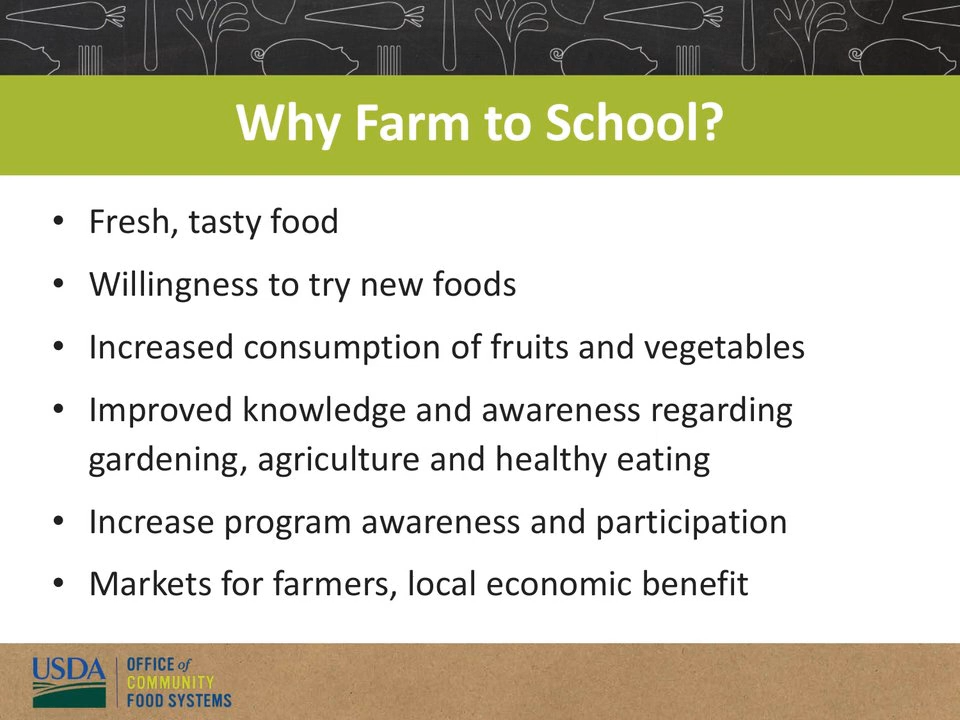 Why Farm to School?
• Fresh, tasty food
• Willingness to try new foods
• Increased consumption of fruits and vegetables
• Improved knowledge and awareness regarding
gardening, agriculture and healthy eating
• Increase program awareness and participation
• Markets for farmers, local economic benefit
USDA
OFFICE of
COMMUNITY
FOOD SYSTEMS